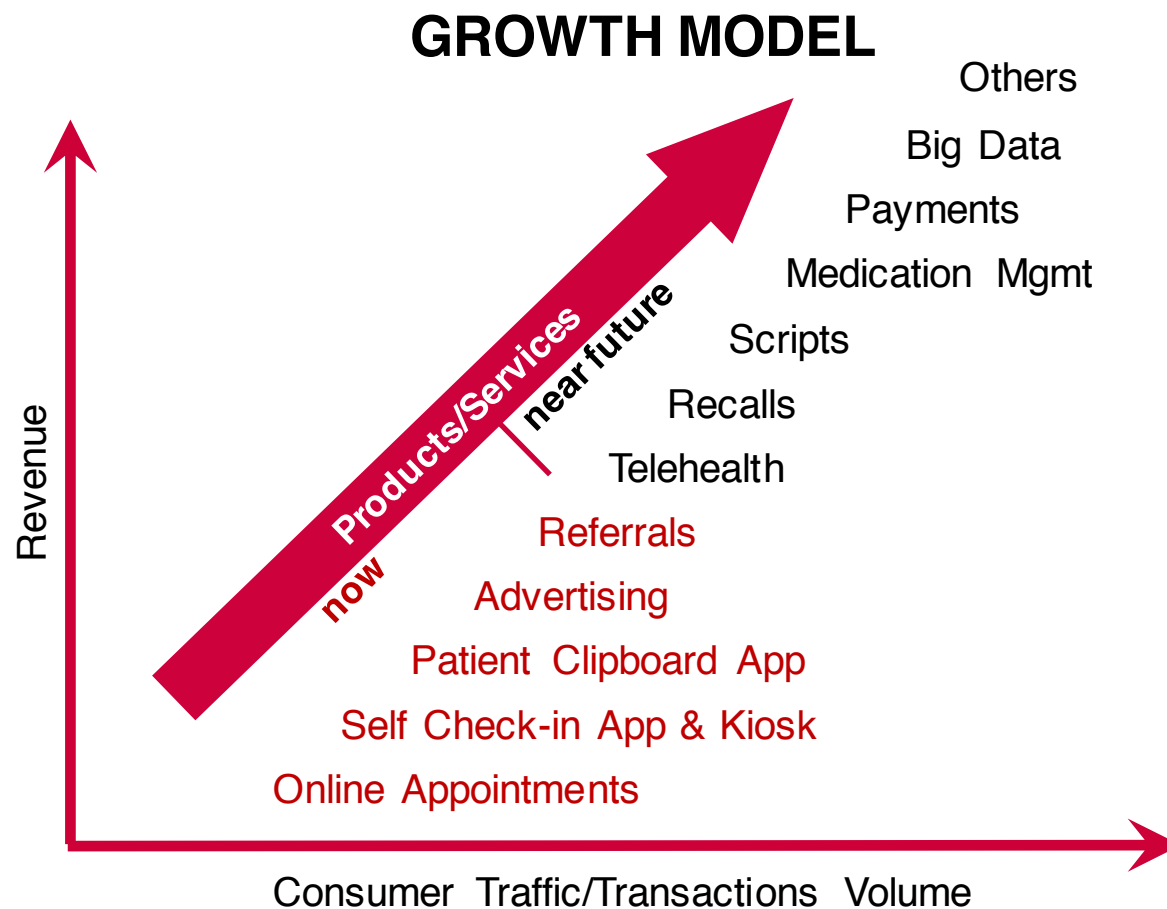 GROWTH MODEL
Others
Big Data
Payments
Medication Mgmt
Scripts
Recalls
Telehealth
Referrals
Advertising
Patient Clipboard App
Self Check-in App & Kiosk
Online Appointments
Products/Services
near future
now
Revenue
Consumer Traffic/Transactions Volume